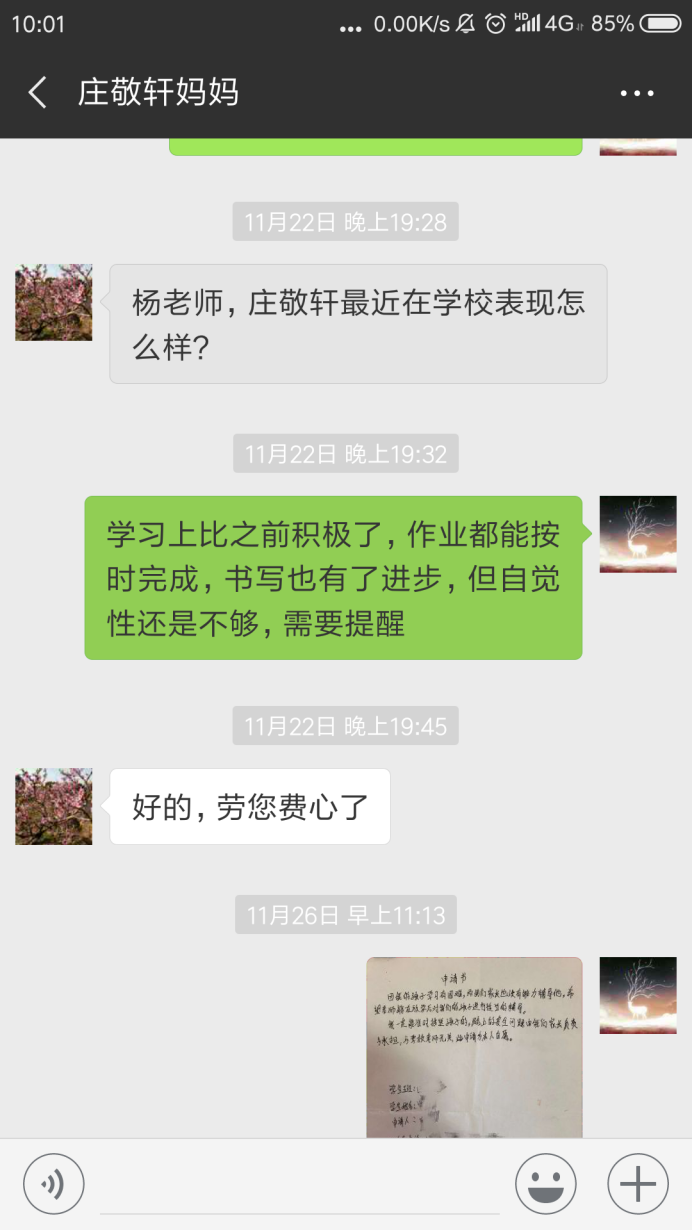 10:01
... 0.00K/s HD 4G 85%
庄敬轩妈妈
11月22日 晚上19:28
杨老师，庄敬轩最近在学校表现怎
么样？
11月22日 晚上19:32
学习上比之前积极了，作业都能按
时完成，书写也有了进步，但自觉
性还是不够，需要提醒
11月22日 晚上19:45
好的，劳您费心了
11月26日 早上11:13
申请书